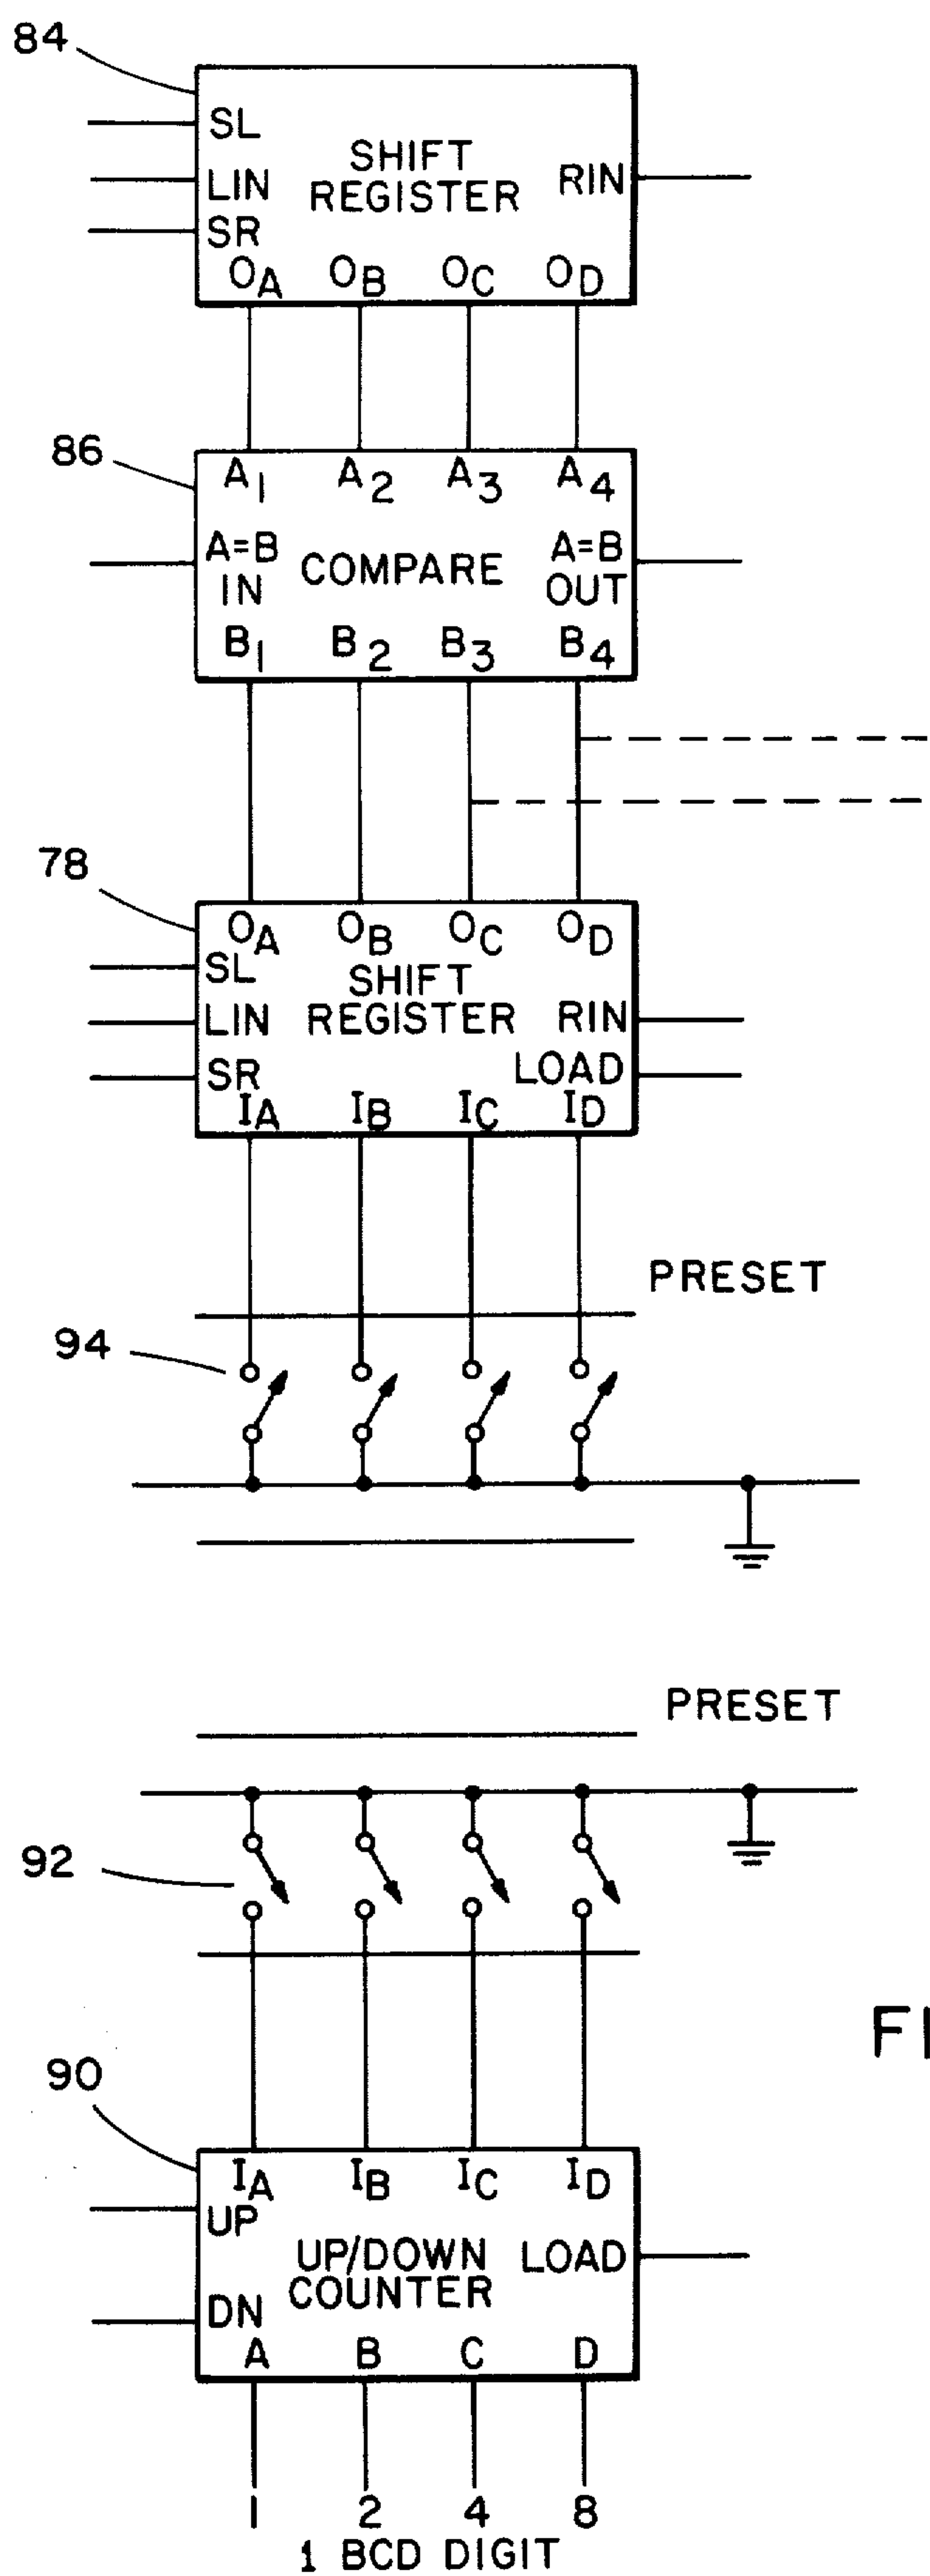 84
SL
SHIFT
LIN REGISTER RIN
SR
OA OB OC OD
86
A1 A2 A3 A4
A=B COMPARE A=B
IN OUT
B1 B2 B3 B4
78
OA OB OC OD
SL SHIFT
LIN REGISTER RIN
SR LOAD
IA IB IC ID
PRESET
94
PRESET
92
FI
90
IA IB IC ID
UP
UP/DOWN LOAD
COUNTER
DN
A B C D
1 2 4 8
1 BCD DIGIT